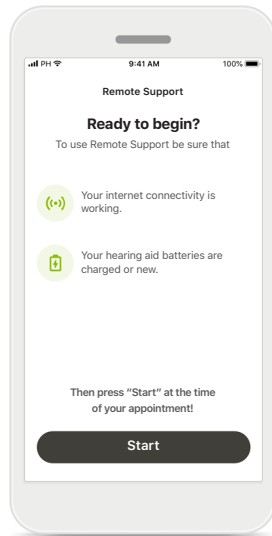 PH 9:41 AM 100%
Remote Support
Ready to begin?
To use Remote Support be sure that
Your internet connectivity is
working.
Your hearing aid batteries are
charged or new.
Then press "Start" at the time
of your appointment!
Start